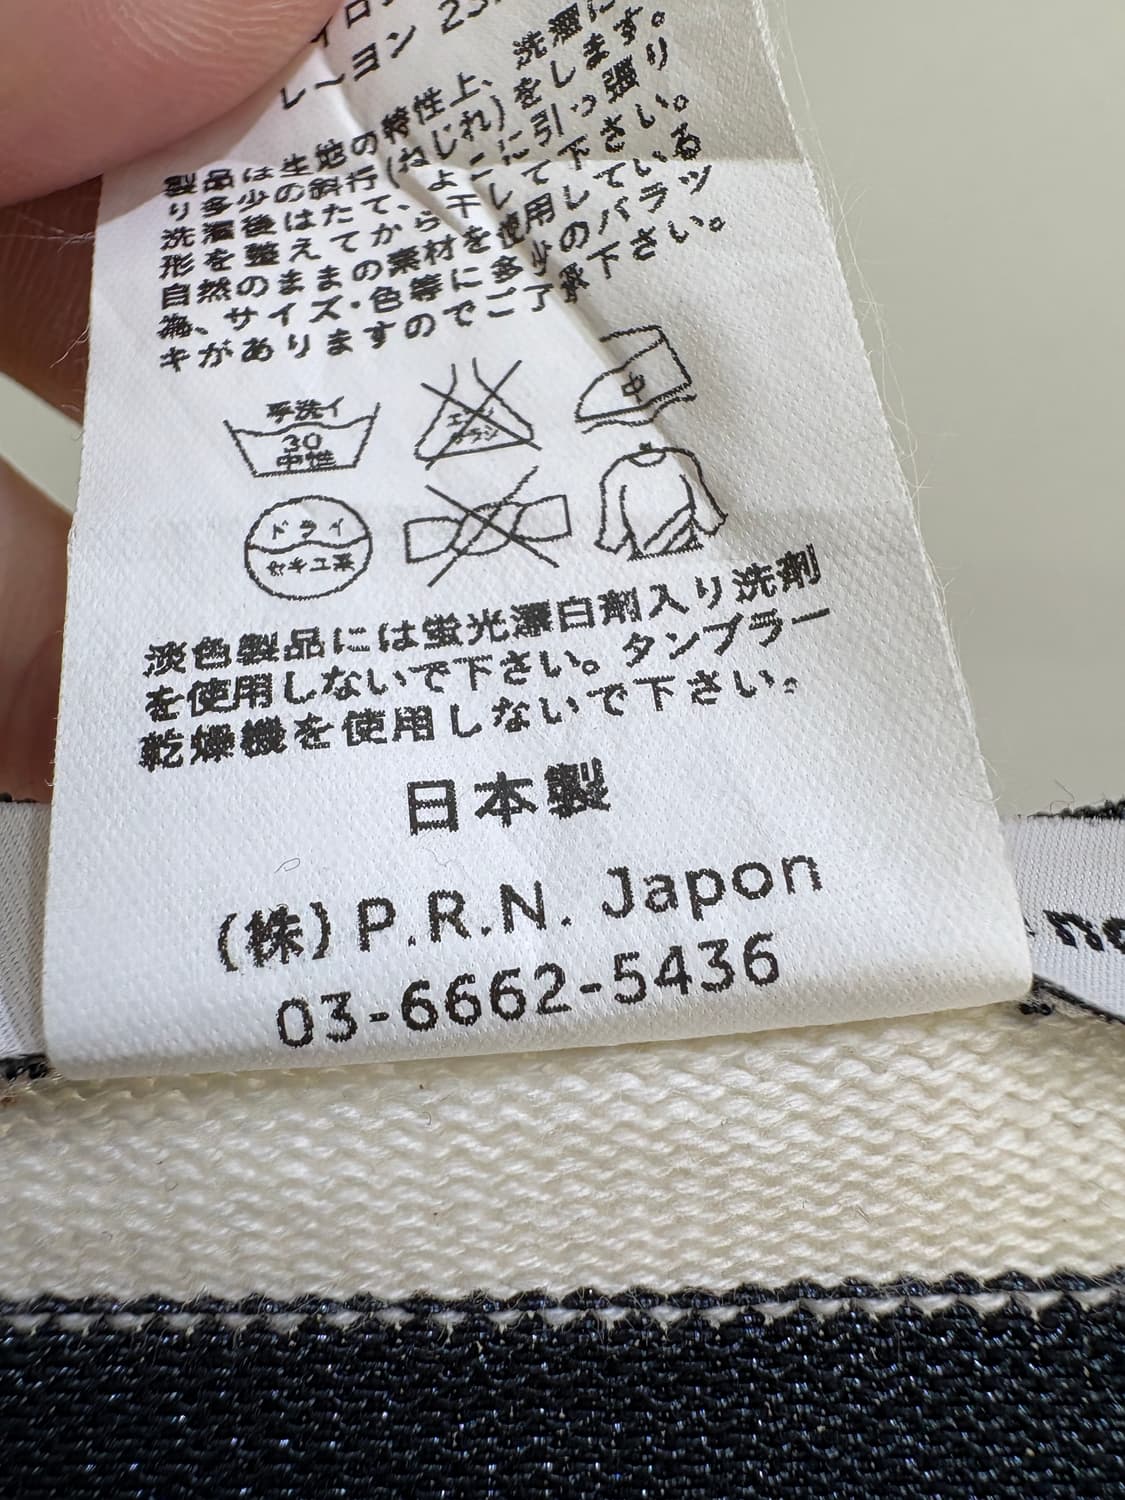 レーヨン 23
製品は生地の特性上、洗濯に
り多少の斜行(ねじれ)をします。
洗濯後はたて、よこに引っ張り
形を整えてから干して下さい。
自然のままの素材を使用している
為、サイズ・色等に多少のバラツ
キがありますのでご了承下さい。
手洗イ
30
中性
エンソ
サラシ
中
ドライ
セキユ系
淡色製品には蛍光漂白剤入り洗剤
を使用しないで下さい。タンブラー
乾燥機を使用しないで下さい。
日本製
(株) P.R.N. Japon
03-6662-5436